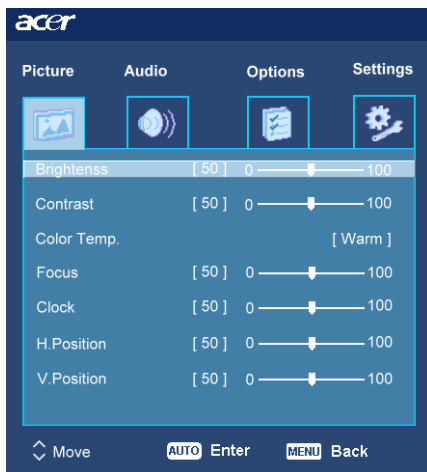 acer
Picture Audio Options Settings
Brightenss [ 50 ] 0 100
Contrast [ 50 ] 0 100
Color Temp. [ Warm ]
Focus [ 50 ] 0 100
Clock [ 50 ] 0 100
H.Position [ 50 ] 0 100
V.Position [ 50 ] 0 100
Move AUTO Enter MENU Back